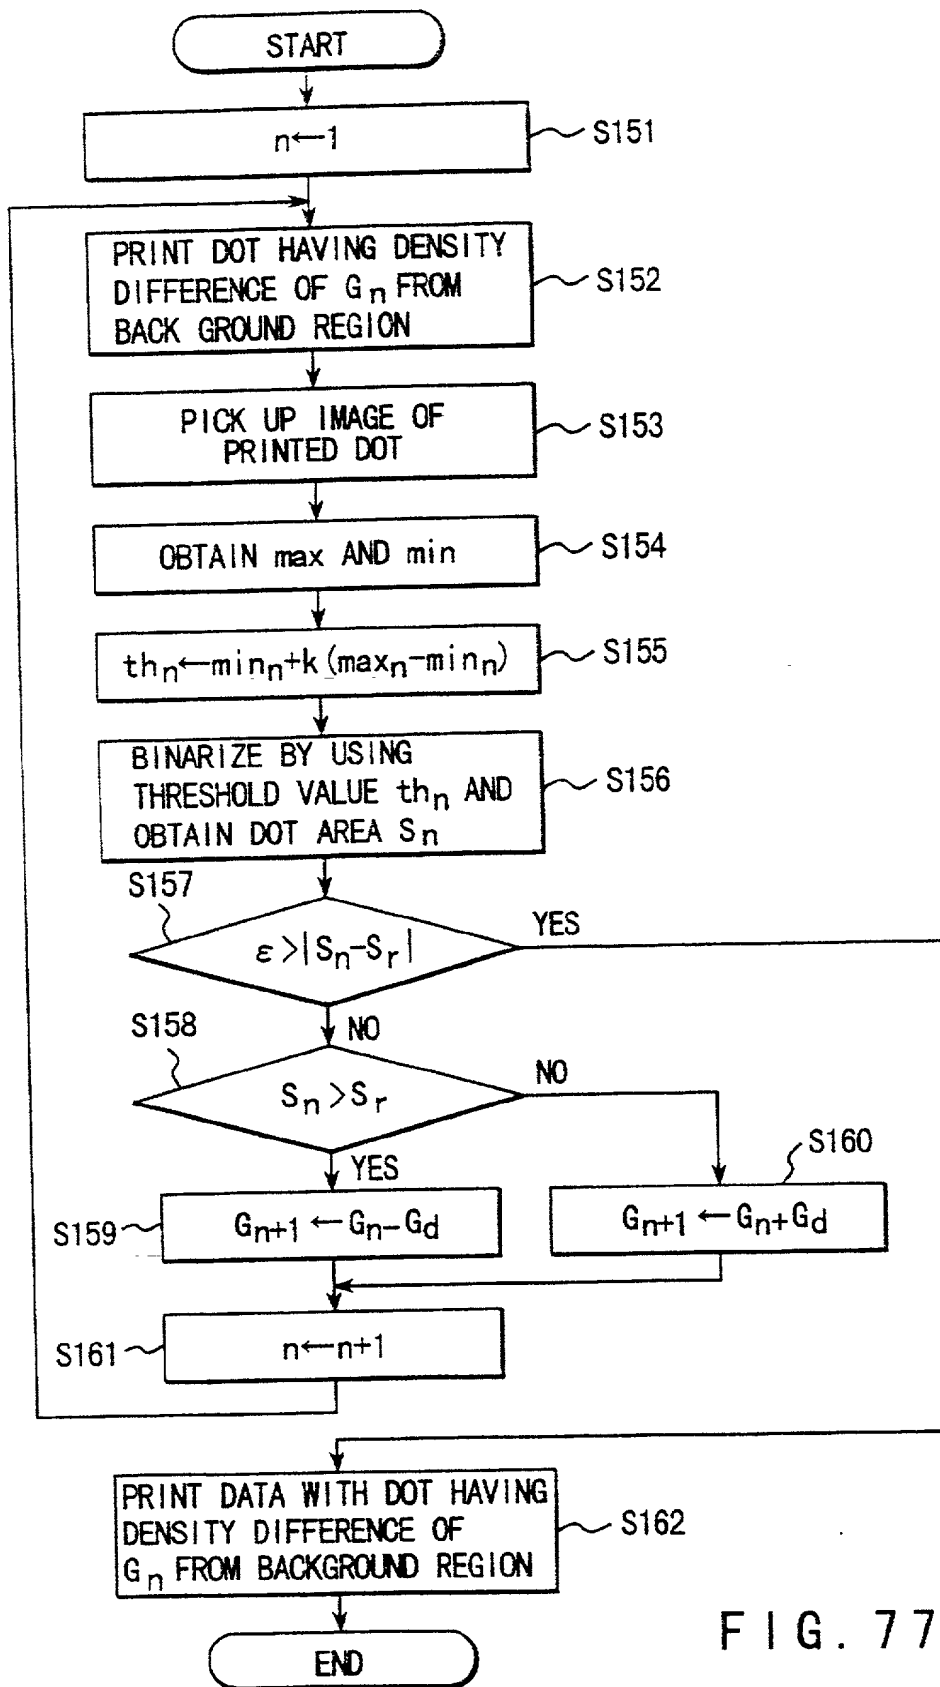 START
n←1
S151
PRINT DOT HAVING DENSITY
DIFFERENCE OF Gn FROM
BACK GROUND REGION
S152
PICK UP IMAGE OF
PRINTED DOT
S153
OBTAIN max AND min
S154
thn←minn+k(maxn-minn)
S155
BINARIZE BY USING
THRESHOLD VALUE thn AND
OBTAIN DOT AREA Sn
S156
S157
ε>|Sn-Sr|
YES
NO
S158
Sn>Sr
NO
YES
S160
S159
Gn+1←Gn-Gd
Gn+1←Gn+Gd
S161
n←n+1
PRINT DATA WITH DOT HAVING
DENSITY DIFFERENCE OF
Gn FROM BACKGROUND REGION
S162
END
FIG. 77